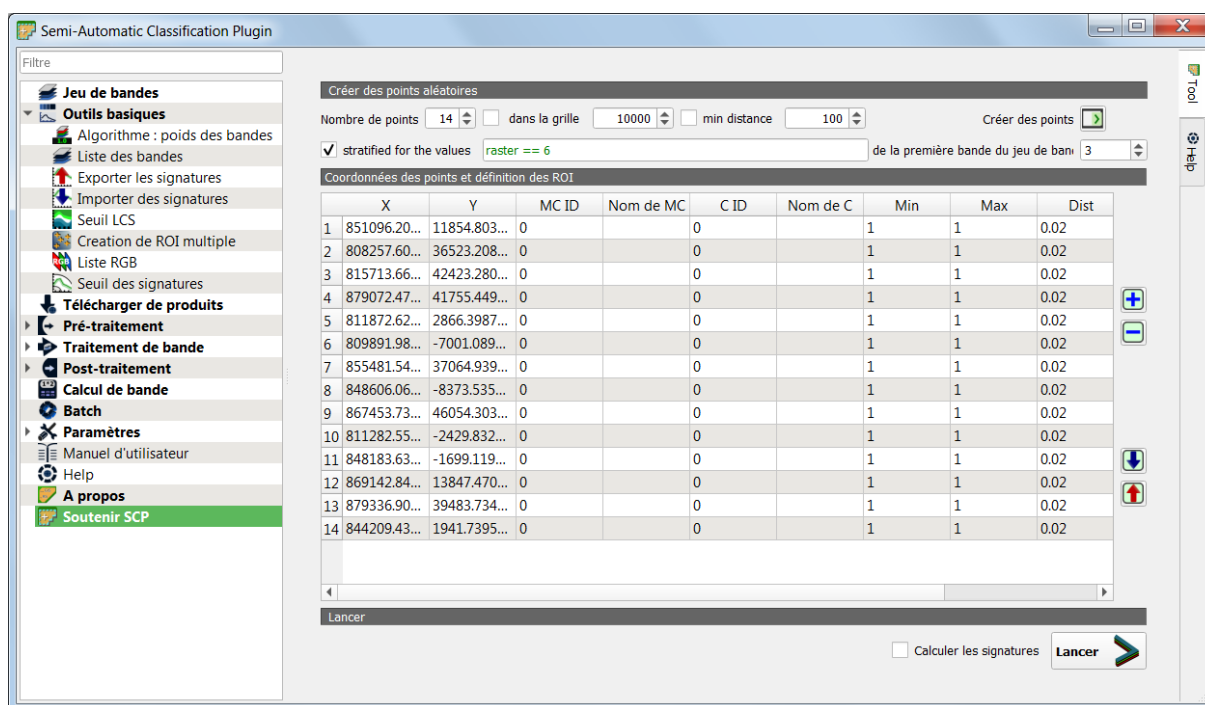 Semi-Automatic Classification Plugin
Filtre
Jeu de bandes
Outils basiques
Algorithme : poids des bandes
Liste des bandes
Exporter les signatures
Importer des signatures
Seuil LCS
Creation de ROI multiple
Liste RGB
Seuil des signatures
Télécharger de produits
Pré-traitement
Traitement de bande
Post-traitement
Calcul de bande
Batch
Paramètres
Manuel d'utilisateur
Help
A propos
Soutenir SCP
Créer des points aléatoires
Nombre de points 14 dans la grille 10000 min distance 100 Créer des points
stratified for the values raster == 6 de la première bande du jeu de ban 3
Coordonnées des points et définition des ROI
X Y MC ID Nom de MC C ID Nom de C Min Max Dist
1 851096.20... 11854.803... 0 0 1 1 0.02
2 808257.60... 36523.208... 0 0 1 1 0.02
3 815713.66... 42423.280... 0 0 1 1 0.02
4 879072.47... 41755.449... 0 0 1 1 0.02
5 811872.62... 2866.3987... 0 0 1 1 0.02
6 809891.98... -7001.089... 0 0 1 1 0.02
7 855481.54... 37064.939... 0 0 1 1 0.02
8 848606.06... -8373.535... 0 0 1 1 0.02
9 867453.73... 46054.303... 0 0 1 1 0.02
10 811282.55... -2429.832... 0 0 1 1 0.02
11 848183.63... -1699.119... 0 0 1 1 0.02
12 869142.84... 13847.470... 0 0 1 1 0.02
13 879336.90... 39483.734... 0 0 1 1 0.02
14 844209.43... 1941.7395... 0 0 1 1 0.02
Lancer
Calculer les signatures Lancer
Tool
Help